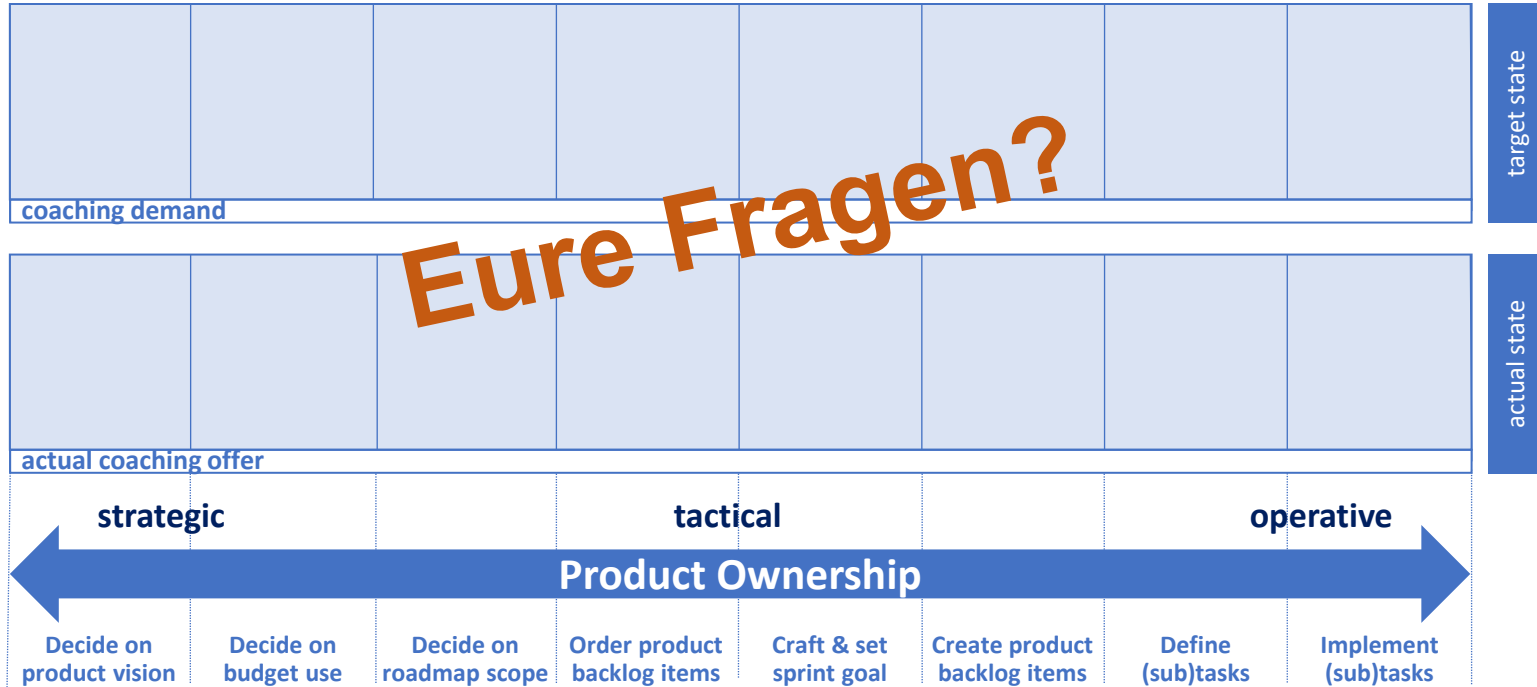 target state
coaching demand
Eure Fragen?
actual state
actual coaching offer
strategic
tactical
operative
Product Ownership
Decide on
product vision
Decide on
budget use
Decide on
roadmap scope
Order product
backlog items
Craft & set
sprint goal
Create product
backlog items
Define
(sub)tasks
Implement
(sub)tasks